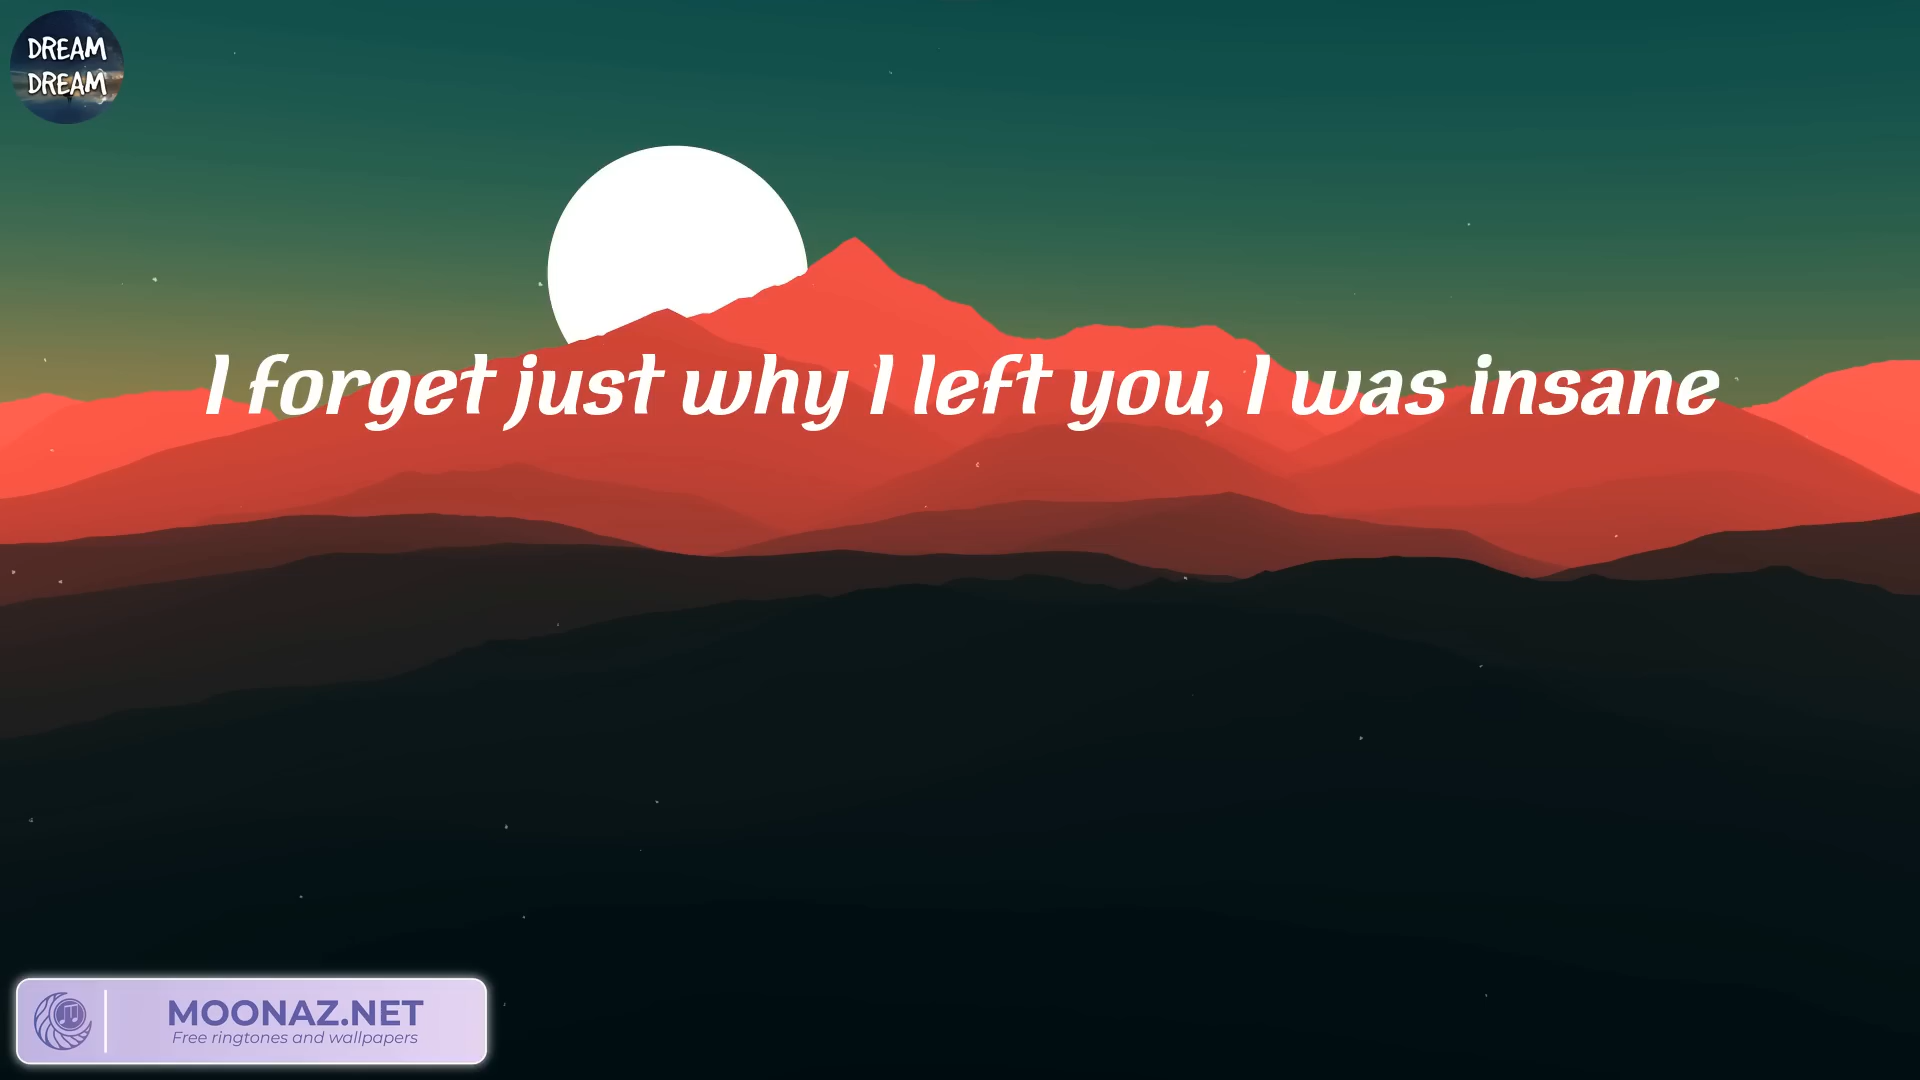 DREAM
DREAM
I forget just why I left you, I was insane
MOONAZ.NET
Free ringtones and wallpapers